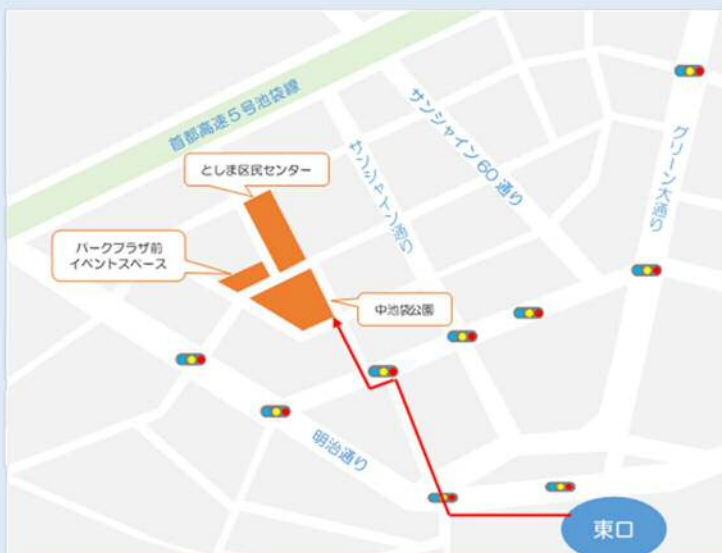 首都高速5号池袋線
サンシャイン60通り
サンシャイン通り
グリーン大通り
としま区民センター
パークプラザ前
イベントスペース
中池袋公園
明治通り
東口